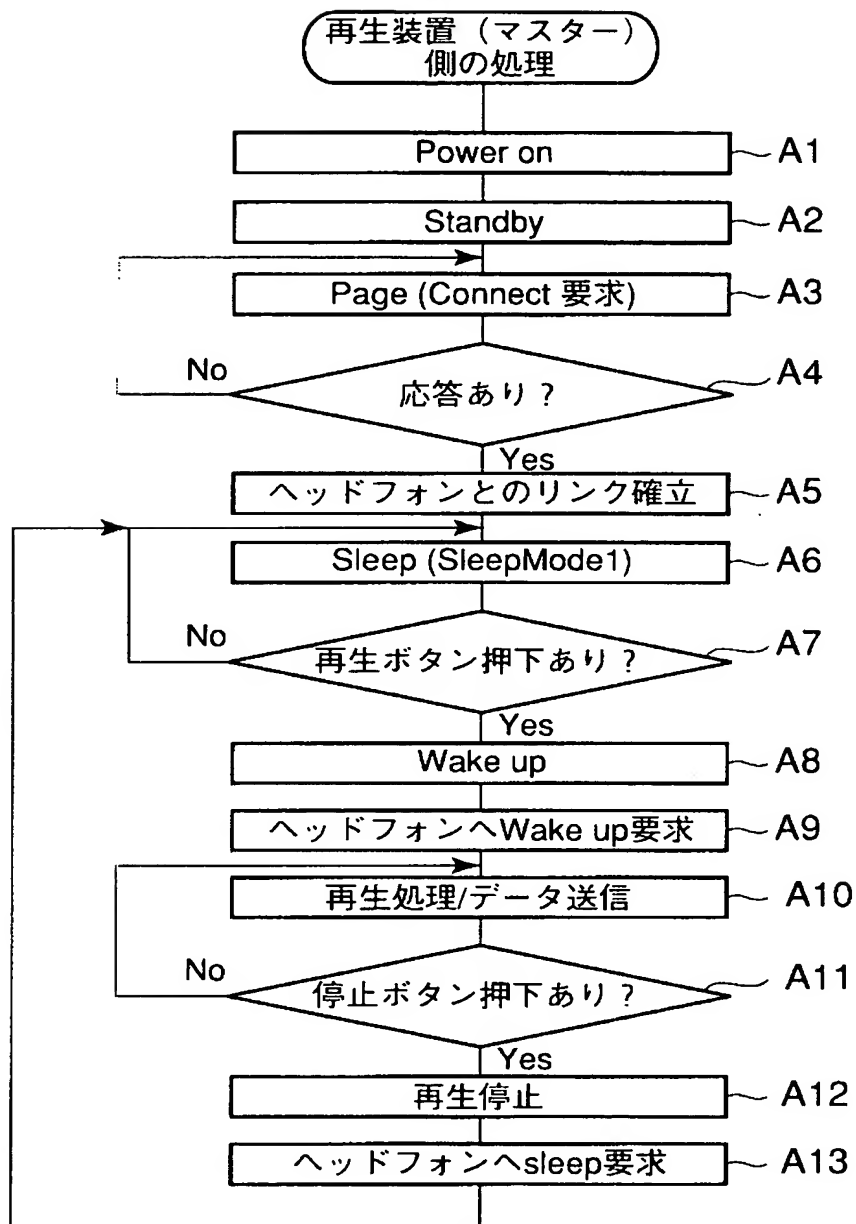 再生装置（マスター）
側の処理
Power on
A1
Standby
A2
Page (Connect 要求)
A3
応答あり？
A4
No
Yes
ヘッドフォンとのリンク確立
A5
Sleep (SleepMode1)
A6
再生ボタン押下あり？
A7
No
Yes
Wake up
A8
ヘッドフォンへWake up要求
A9
再生処理/データ送信
A10
停止ボタン押下あり？
A11
No
Yes
再生停止
A12
ヘッドフォンへsleep要求
A13